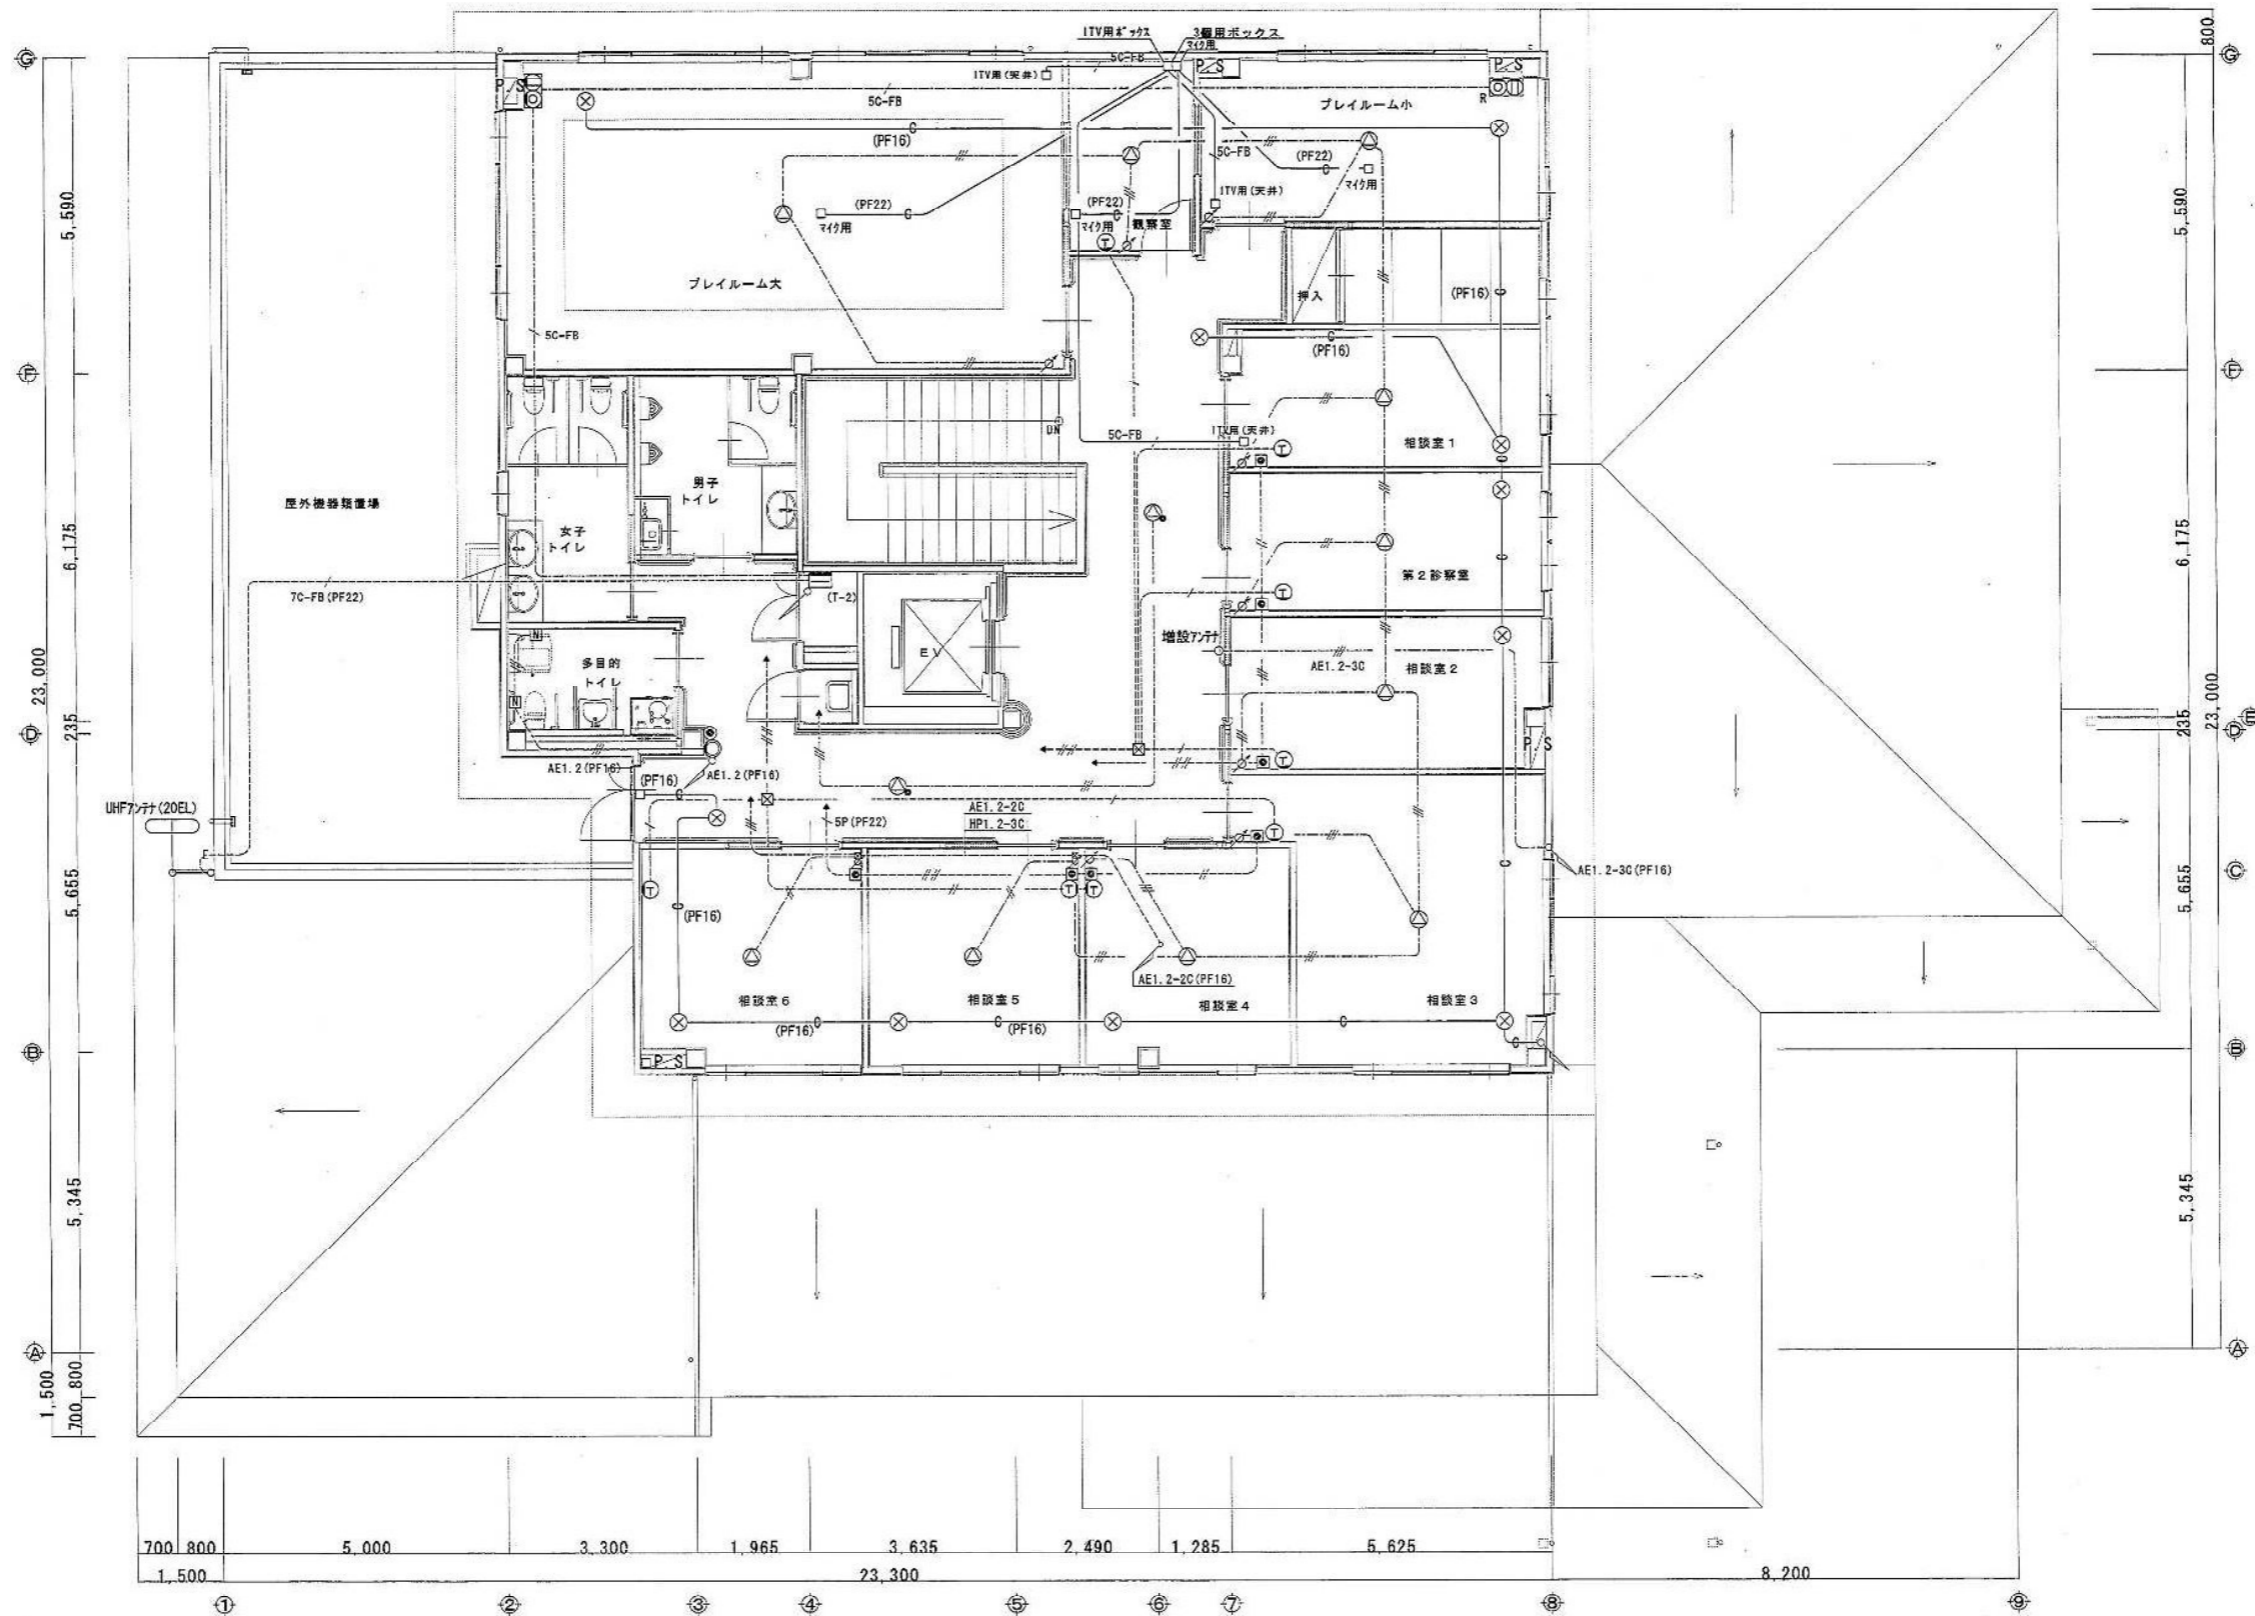 ITV用ボックス
3個用ボックス
マイク用
800
G
G
5C-FB
ITV用(天井)
P S
P S
P S
R
5C-FB
プレイルーム小
(PF16)
5C-FB
(PF22)
マイク用
ITV用(天井)
(PF22)
マイク用
(PF22)
マイク用
T
観察室
5,590
5,590
プレイルーム大
押入
(PF16)
5C-FB
(PF16)
F
F
DN
5C-FB
ITV用(天井)
T
相談室1
男子
トイレ
屋外機器類置場
女子
トイレ
6,175
6,175
第2診察室
T
7C-FB(PF22)
(T-2)
増設アンテナ
EV
AE1.2-3C
相談室2
N
多目的
トイレ
N
23,000
23,000
235
235
D
D
E
P S
T
AE1.2(PF16)
(PF16)
AE1.2(PF16)
UHFアンテナ(20EL)
AE1.2-2C
HP1.2-3C
5P(PF22)
T
AE1.2-3C(PF16)
C
C
5,655
5,655
T
T
T
(PF16)
AE1.2-2C(PF16)
相談室6
相談室5
相談室4
相談室3
(PF16)
(PF16)
P S
B
B
5,345
5,345
A
A
1,500
800
700
700
800
5,000
3,300
1,965
3,635
2,490
1,285
5,625
1,500
23,300
8,200
①
②
③
④
⑤
⑥
⑦
⑧
⑨